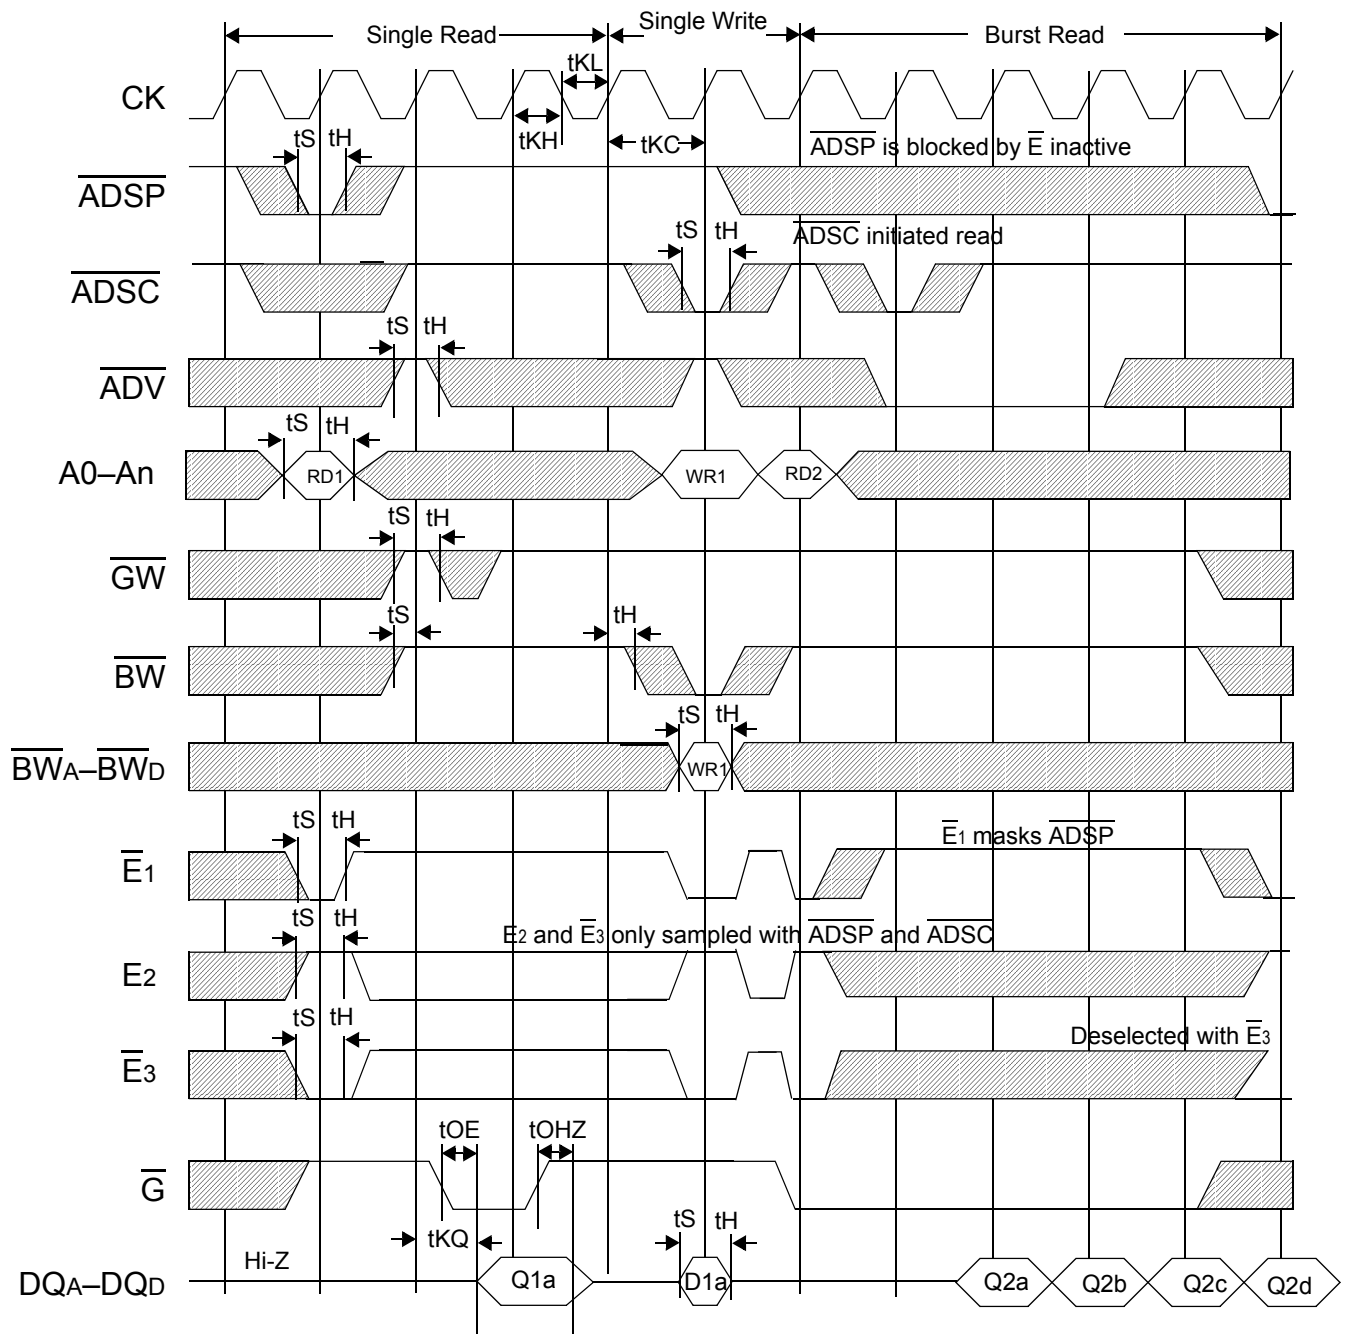 Single Read
Single Write
Burst Read
CK
tKL
tKH
tKC
ADSP is blocked by E inactive
tS tH
ADSP
tS tH
ADSC initiated read
ADSC
tS tH
ADV
tS tH
A0–An
RD1
WR1
RD2
tS tH
GW
tS
tH
BW
tS tH
BWA–BWD
WR1
tS tH
E1 masks ADSP
E1
tS tH
E2 and E3 only sampled with ADSP and ADSC
E2
tS tH
Deselected with E3
E3
tOE
tOHZ
G
tKQ
tS tH
Hi-Z
DQA–DQD
Q1a
D1a
Q2a
Q2b
Q2c
Q2d